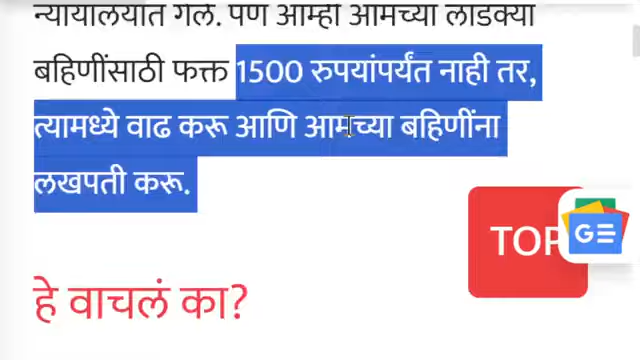 न्यायालयात गेले. पण आम्ही आमच्या लाडक्या
बहिणींसाठी फक्त 1500 रुपयांपर्यंत नाही तर,
त्यामध्ये वाढ करू आणि आमच्या बहिणींना
लखपती करू.
TOP
GE
हे वाचलं का?